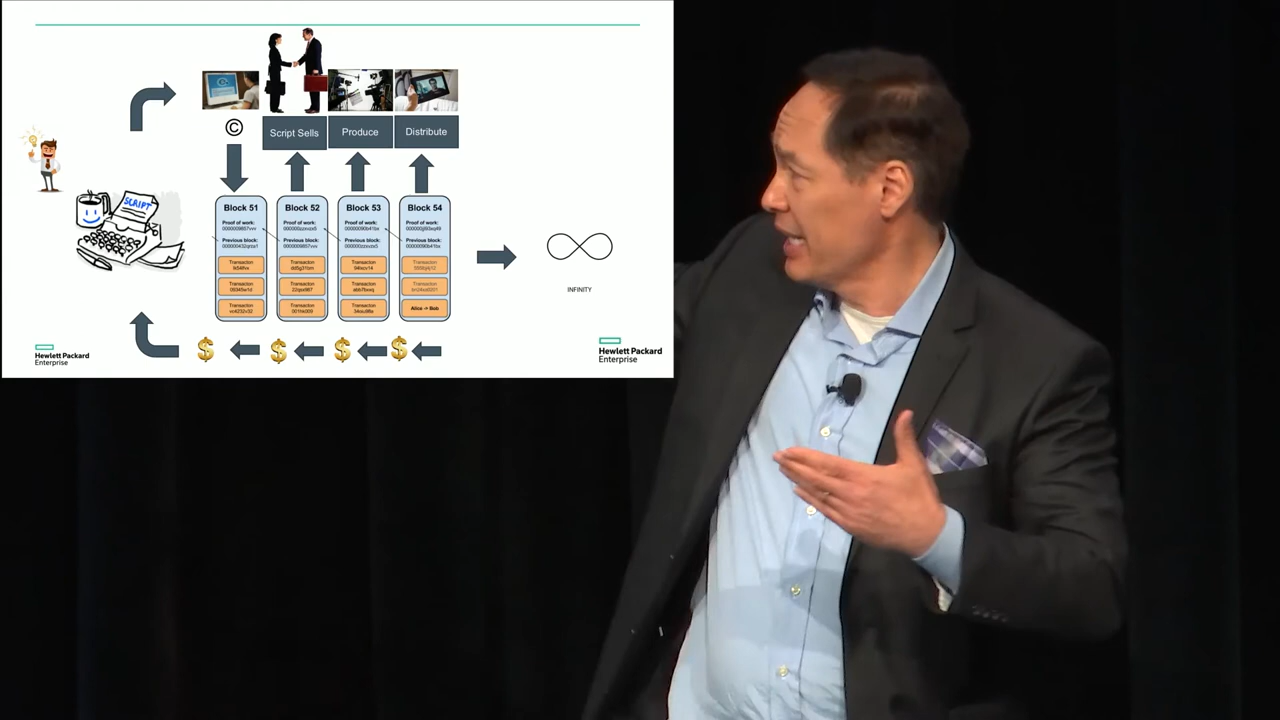 SCRIPT
©
Script Sells
Produce
Distribute
Block 51
Proof of work:
Previous block:
Transaction
Transaction
Transaction
Block 52
Proof of work:
Previous block:
Transaction
Transaction
Transaction
Block 53
Proof of work:
Previous block:
Transaction
Transaction
Transaction
Block 54
Proof of work:
Previous block:
Transaction
Transaction
Alice -> Bob
INFINITY
$ $ $ $
Hewlett Packard
Enterprise
Hewlett Packard
Enterprise